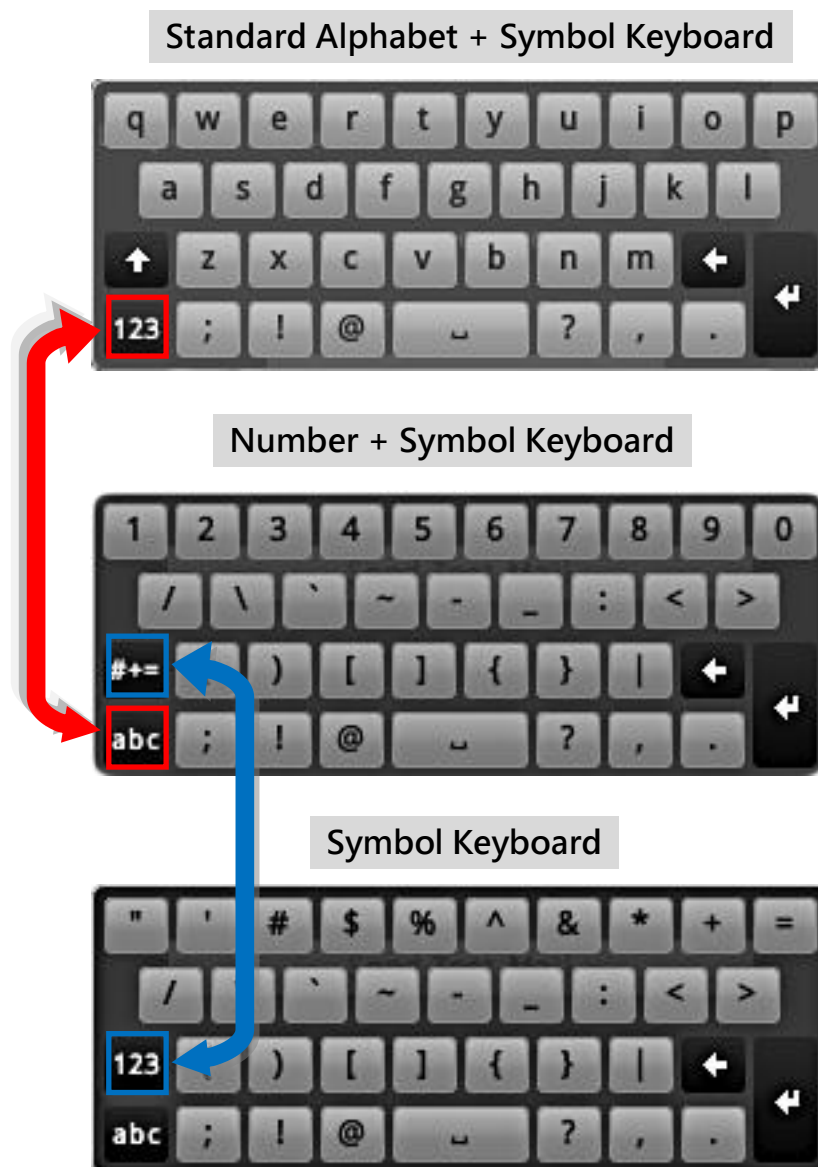 Standard Alphabet + Symbol Keyboard
q w e r t y u i o p
a s d f g h j k l
z x c v b n m
123 ; ! @ ␣ ? , .
Number + Symbol Keyboard
1 2 3 4 5 6 7 8 9 0
/ \ ` ~ - _ : < >
#+= ) [ ] { } |
abc ; ! @ ␣ ? , .
Symbol Keyboard
" ' # $ % ^ & * + =
/ ` ~ - _ : < >
123 ) [ ] { } |
abc ; ! @ ␣ ? , .